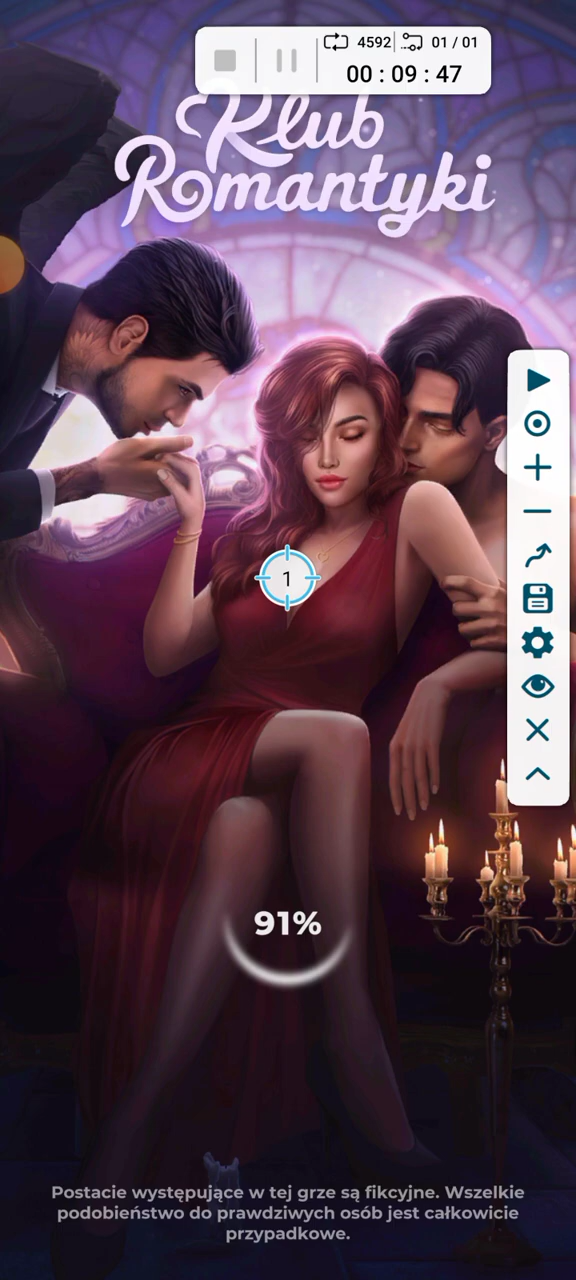 4592 01 / 01
00 : 09 : 47
Klub
Romantyki
1
91%
Postacie występujące w tej grze są fikcyjne. Wszelkie
podobieństwo do prawdziwych osób jest całkowicie
przypadkowe.